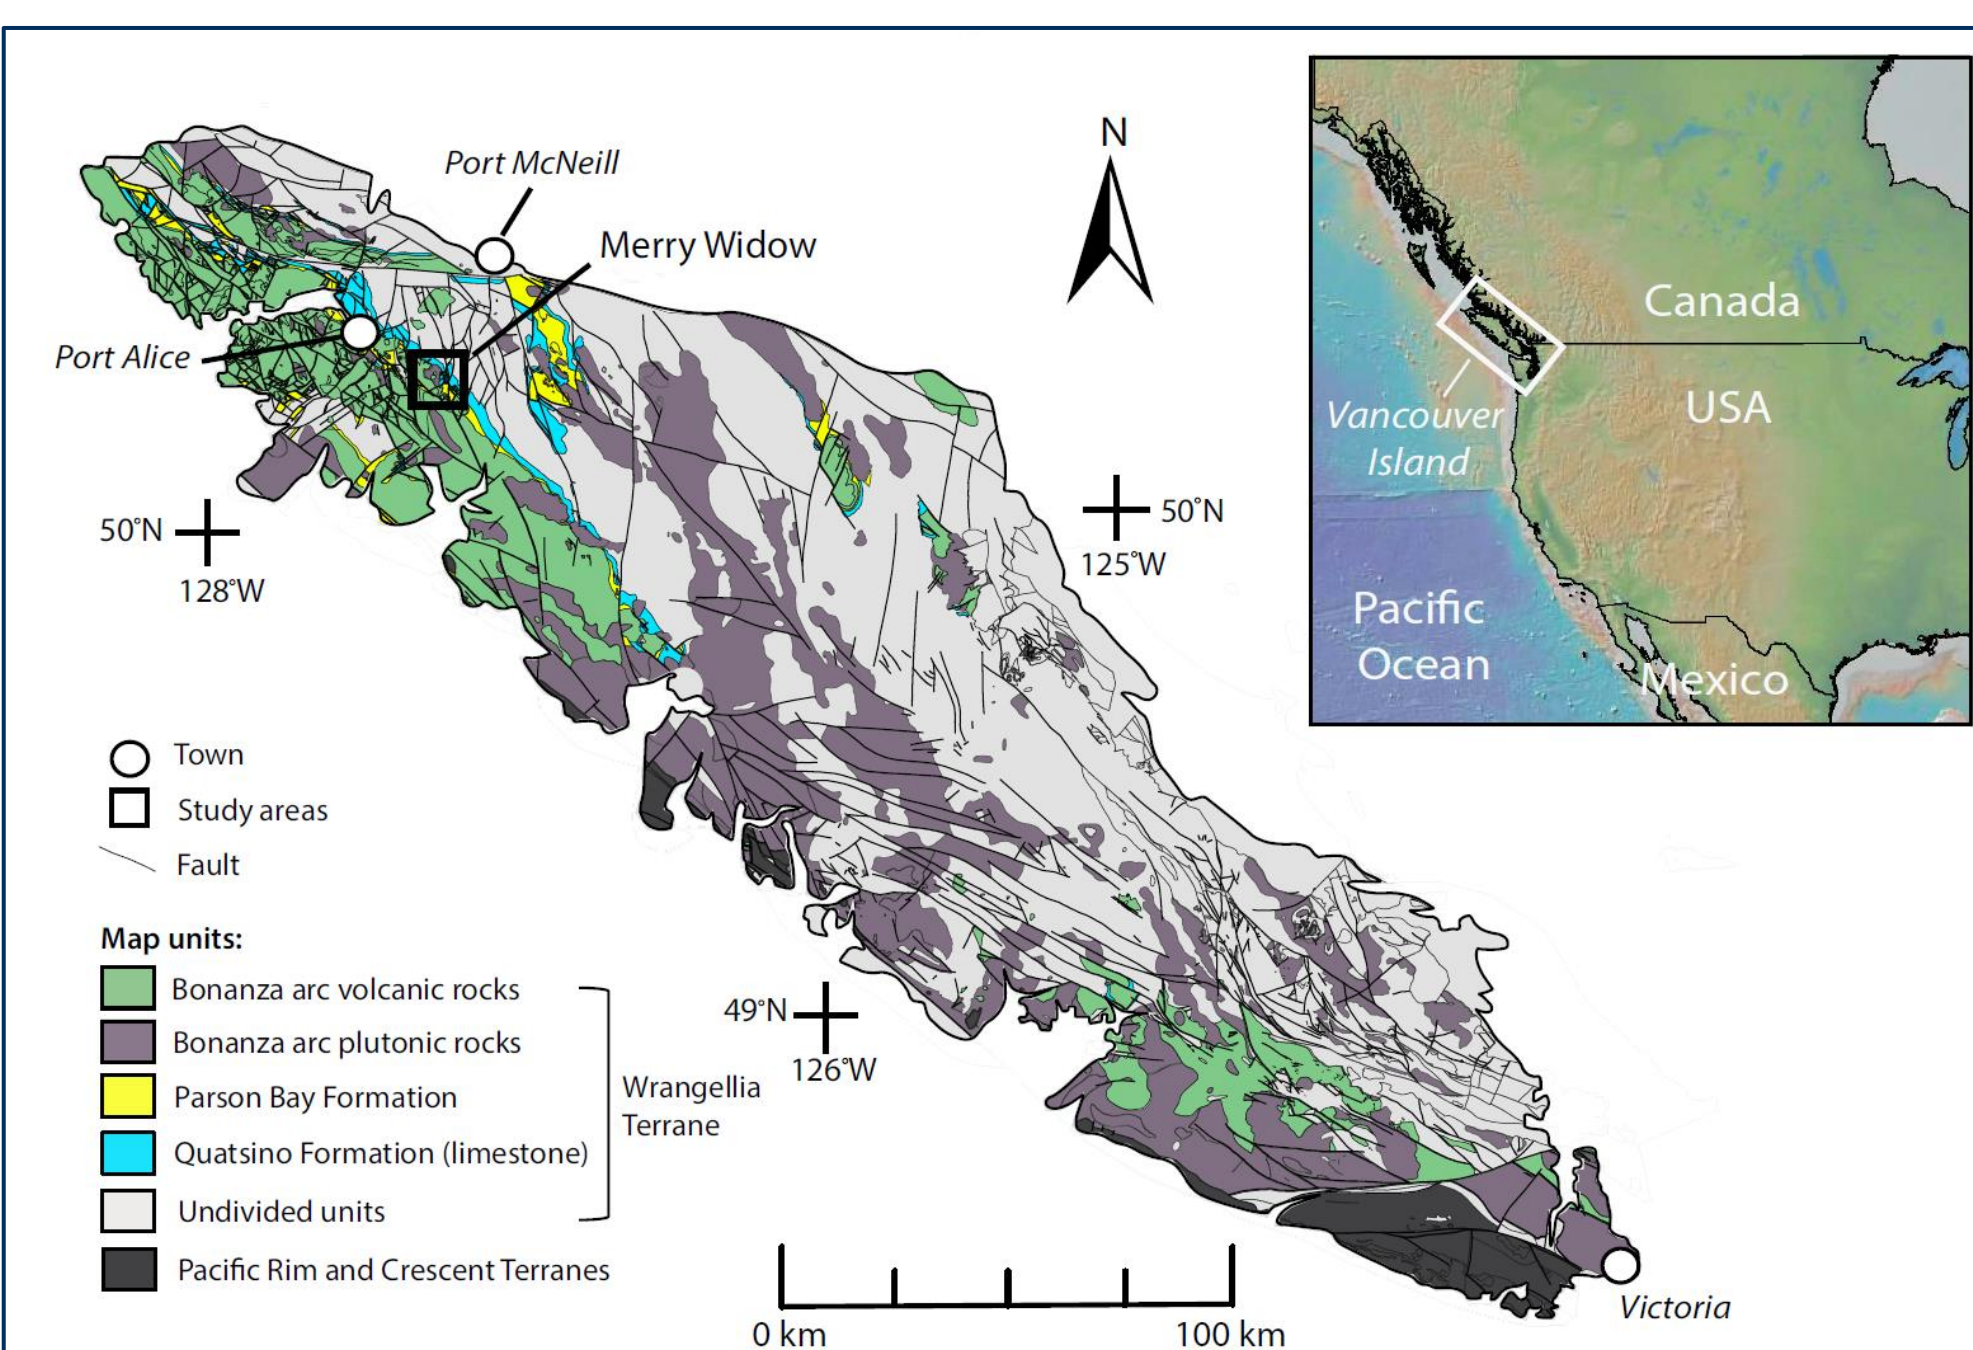 Port McNeill
Merry Widow
Port Alice
N
50°N
128°W
50°N
125°W
49°N
126°W
Victoria
Canada
USA
Vancouver
Island
Pacific
Ocean
Mexico
Town
Study areas
Fault
Map units:
Bonanza arc volcanic rocks
Bonanza arc plutonic rocks
Parson Bay Formation
Quatsino Formation (limestone)
Undivided units
Wrangellia
Terrane
Pacific Rim and Crescent Terranes
0 km
100 km